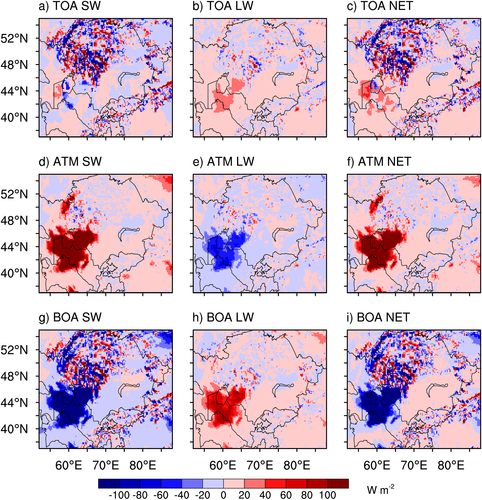 a) TOA SW
b) TOA LW
c) TOA NET
52°N
48°N
44°N
40°N
d) ATM SW
e) ATM LW
f) ATM NET
52°N
48°N
44°N
40°N
g) BOA SW
h) BOA LW
i) BOA NET
52°N
48°N
44°N
40°N
60°E 70°E 80°E 60°E 70°E 80°E 60°E 70°E 80°E
-100 -80 -60 -40 -20 0 20 40 60 80 100 W m-2